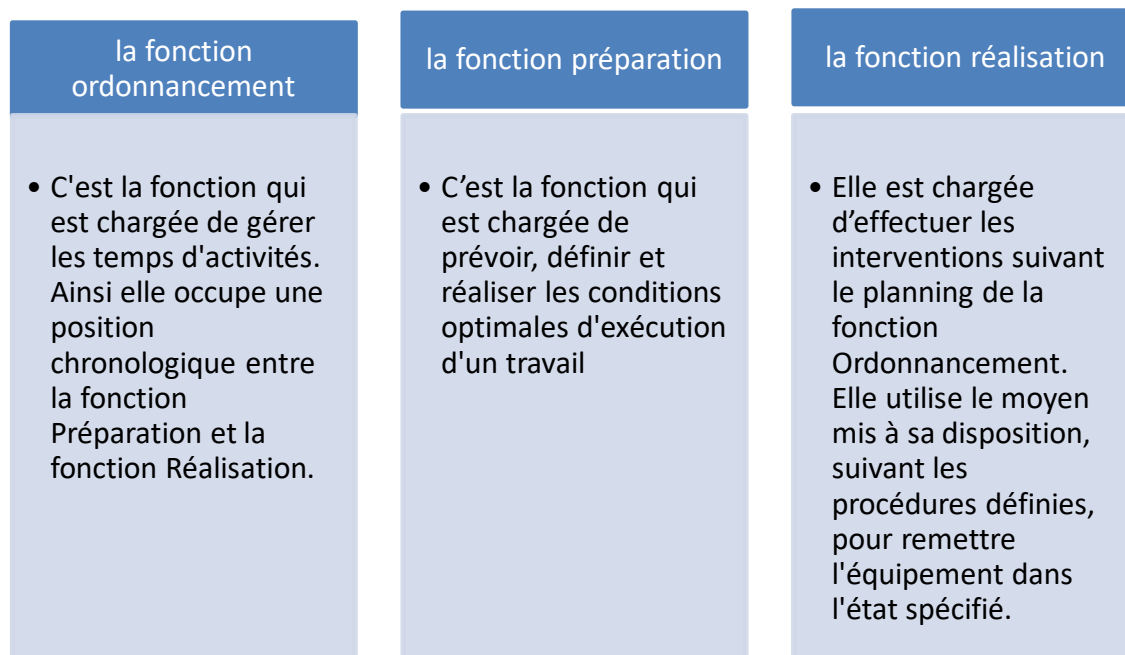 la fonction
ordonnancement
• C'est la fonction qui
est chargée de gérer
les temps d'activités.
Ainsi elle occupe une
position
chronologique entre
la fonction
Préparation et la
fonction Réalisation.
la fonction préparation
• C’est la fonction qui
est chargée de
prévoir, définir et
réaliser les conditions
optimales d'exécution
d'un travail
la fonction réalisation
• Elle est chargée
d’effectuer les
interventions suivant
le planning de la
fonction
Ordonnancement.
Elle utilise le moyen
mis à sa disposition,
suivant les
procédures définies,
pour remettre
l'équipement dans
l'état spécifié.